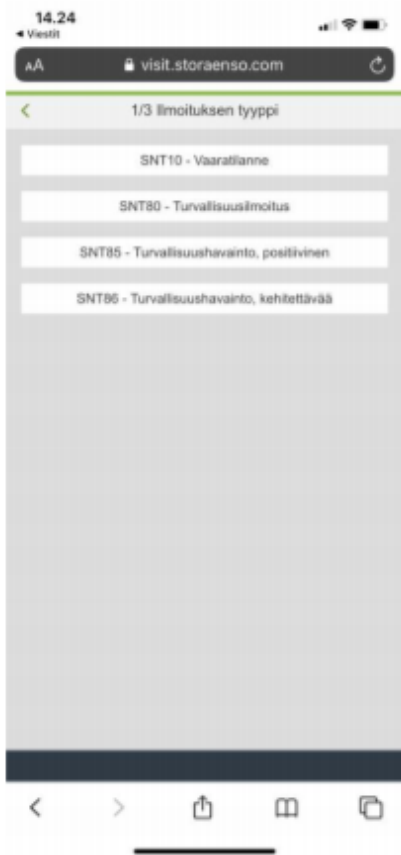 14.24
◀ Viestit
AA visit.storaenso.com
1/3 Ilmoituksen tyyppi
SNT10 - Vaaratilanne
SNT80 - Turvallisuusilmoitus
SNT85 - Turvallisuushavainto, positiivinen
SNT86 - Turvallisuushavainto, kehitettävää